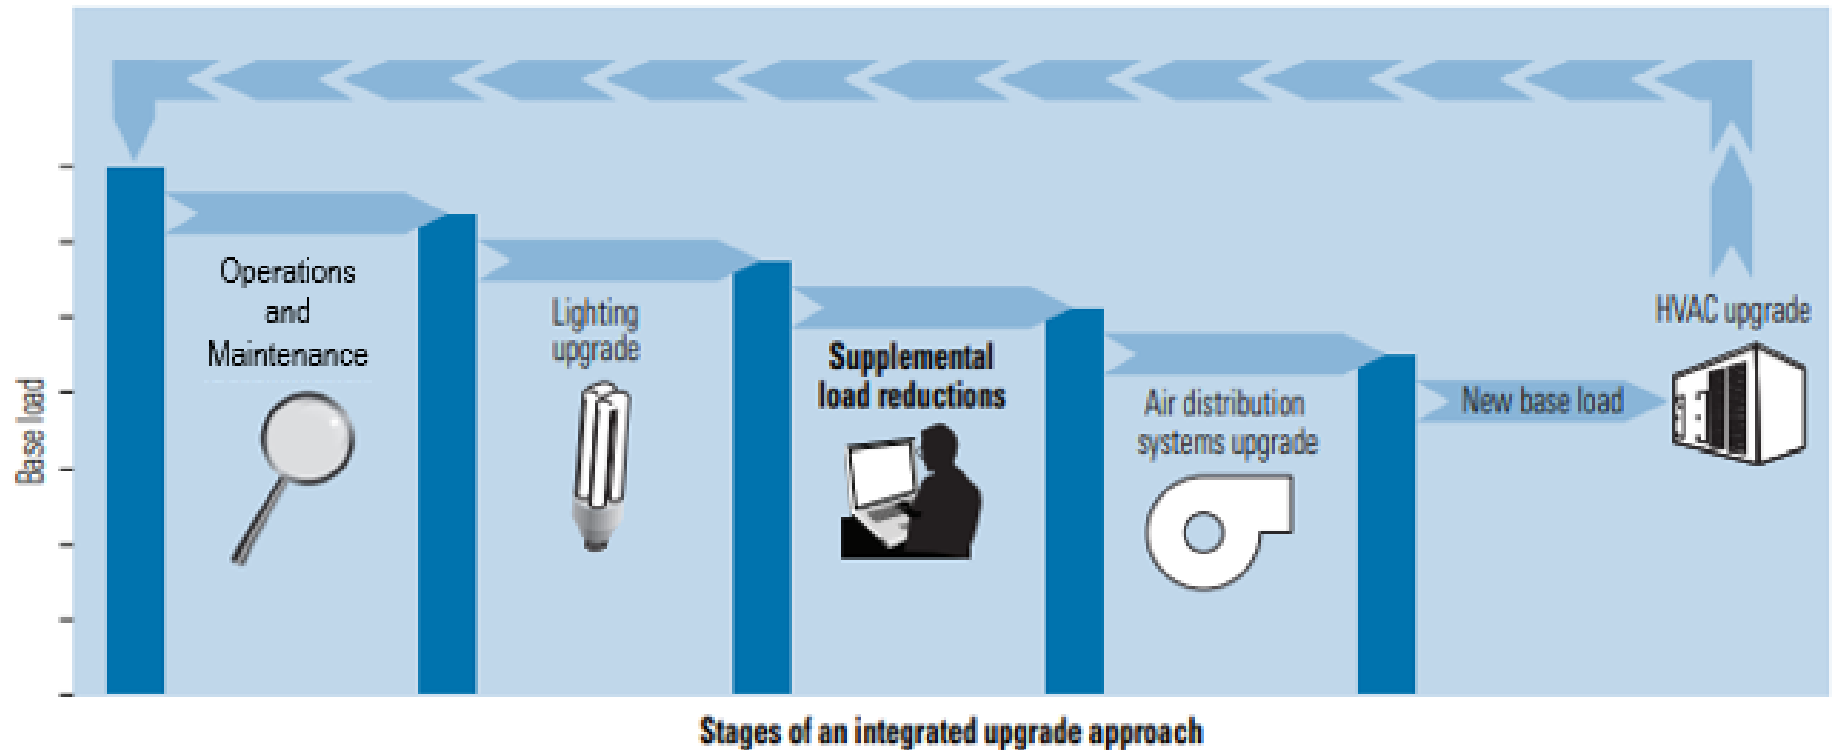 Operations
and
Maintenance
Lighting
upgrade
Supplemental
load reductions
Air distribution
systems upgrade
New base load
HVAC upgrade
Base load
Stages of an integrated upgrade approach